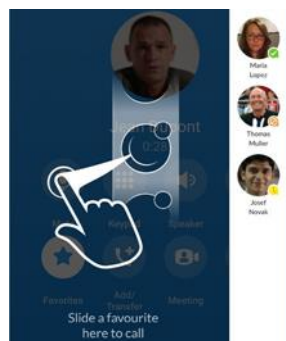 Jean Dupont
0:28
Keypad
Speaker
Favorites
Add/
Transfer
Meeting
Slide a favourite
here to call
Maria
Lopez
Thomas
Muller
Josef
Novak